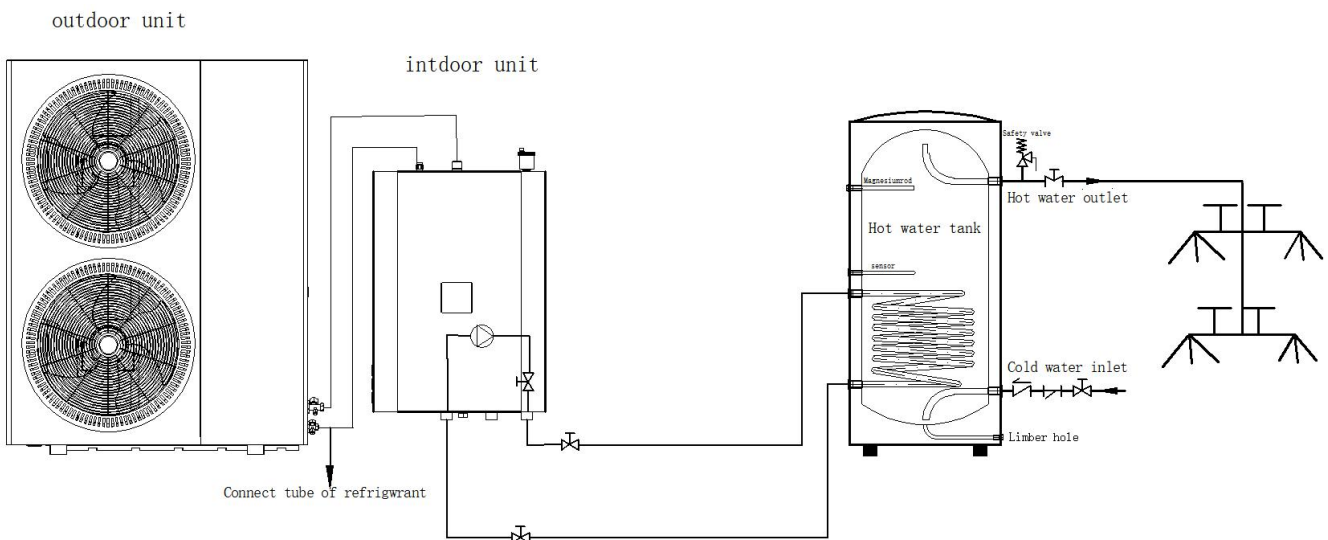 outdoor unit
intdoor unit
Safety valve
Magnesiumrod
Hot water outlet
Hot water tank
sensor
Cold water inlet
Limber hole
Connect tube of refrigwrant